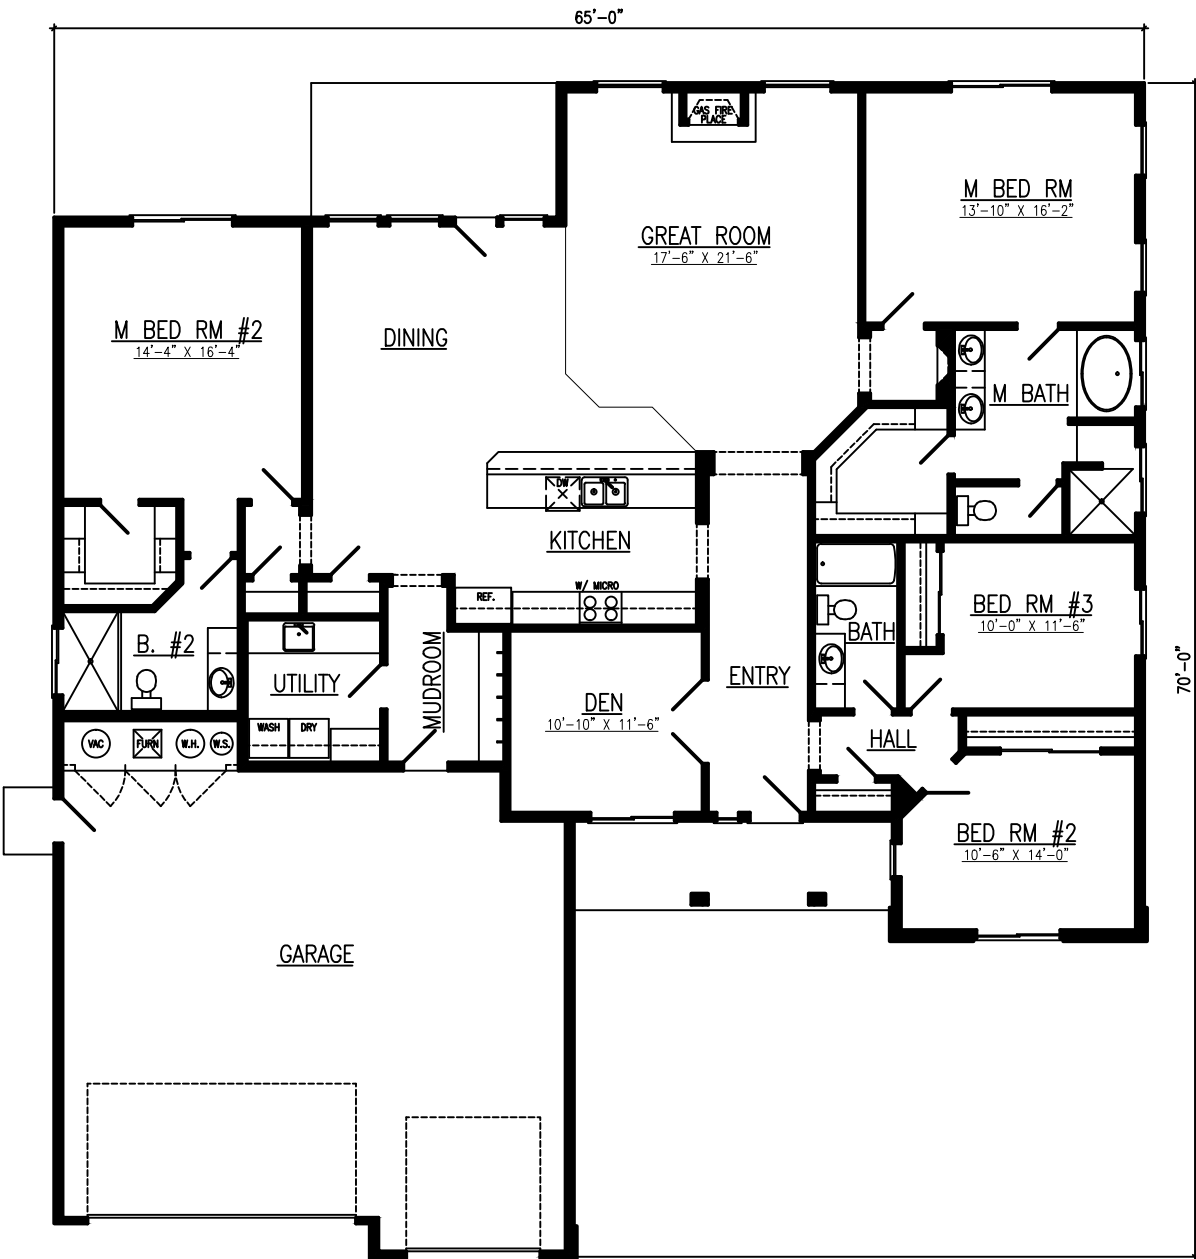 65'-0"
GAS FIRE
PLACE
M BED RM
13'-10" X 16'-2"
GREAT ROOM
17'-6" X 21'-6"
M BED RM #2
14'-4" X 16'-4"
DINING
M BATH
DW
KITCHEN
W/ MICRO
REF.
BED RM #3
10'-0" X 11'-6"
BATH
B. #2
MUDROOM
UTILITY
ENTRY
DEN
10'-10" X 11'-6"
70'-0"
WASH
DRY
HALL
VAC
FURN
W.H.
W.S.
BED RM #2
10'-6" X 14'-0"
GARAGE